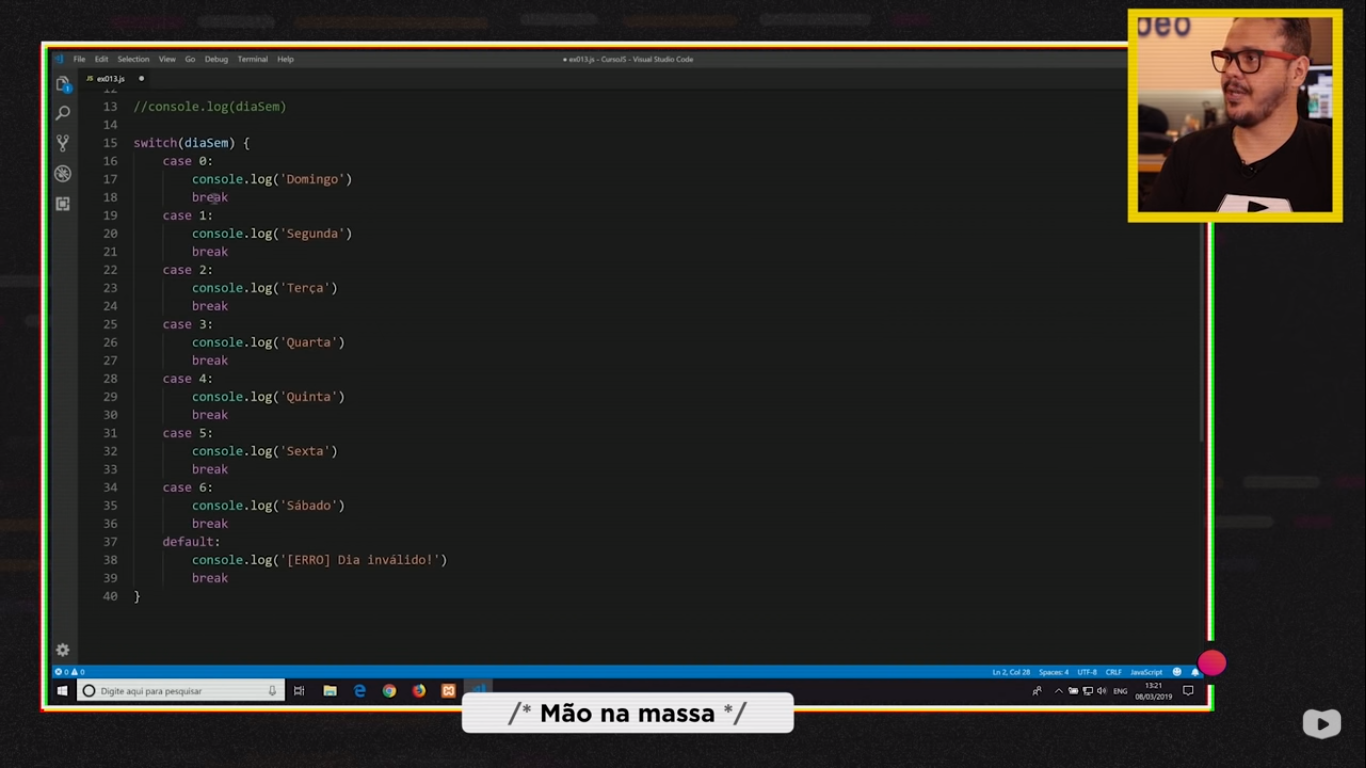 deo
File Edit Selection View Go Debug Terminal Help
● ex013.js - CursoJS - Visual Studio Code
JS ex013.js ●
1
12
13 //console.log(diaSem)
14
15 switch(diaSem) {
16 case 0:
17 console.log('Domingo')
18 break
19 case 1:
20 console.log('Segunda')
21 break
22 case 2:
23 console.log('Terça')
24 break
25 case 3:
26 console.log('Quarta')
27 break
28 case 4:
29 console.log('Quinta')
30 break
31 case 5:
32 console.log('Sexta')
33 break
34 case 6:
35 console.log('Sábado')
36 break
37 default:
38 console.log('[ERRO] Dia inválido!')
39 break
40 }
0 0 Ln 2, Col 28 Spaces: 4 UTF-8 CRLF JavaScript
Digite aqui para pesquisar
ENG 13:21
08/03/2019
/* Mão na massa */